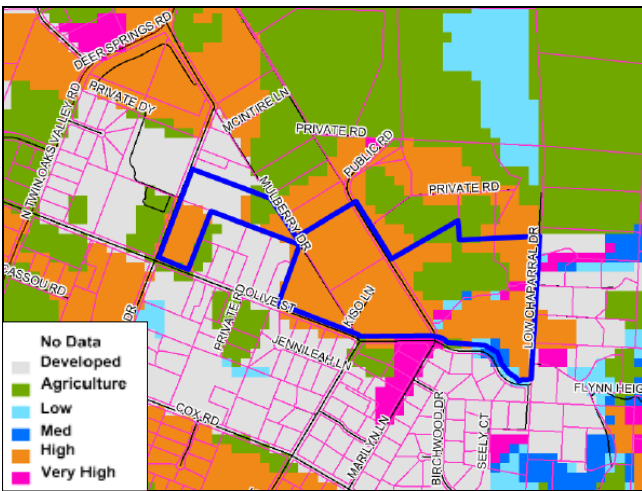 DEER SPRINGS RD
PRIVATE DY
N TWIN OAKS VALLEY RD
MCINTIRE LN
PRIVATE RD
PUBLIC RD
PRIVATE RD
MULBERRY DR
LOW CHAPARRAL DR
GASSOU RD
DR
PRIVATE RD
OLIVE ST
KISO LN
JENNILEAH LN
COX RD
MARILYN LN
BIRCHWOOD DR
SEELY CT
FLYNN HEIG
No Data
Developed
Agriculture
Low
Med
High
Very High